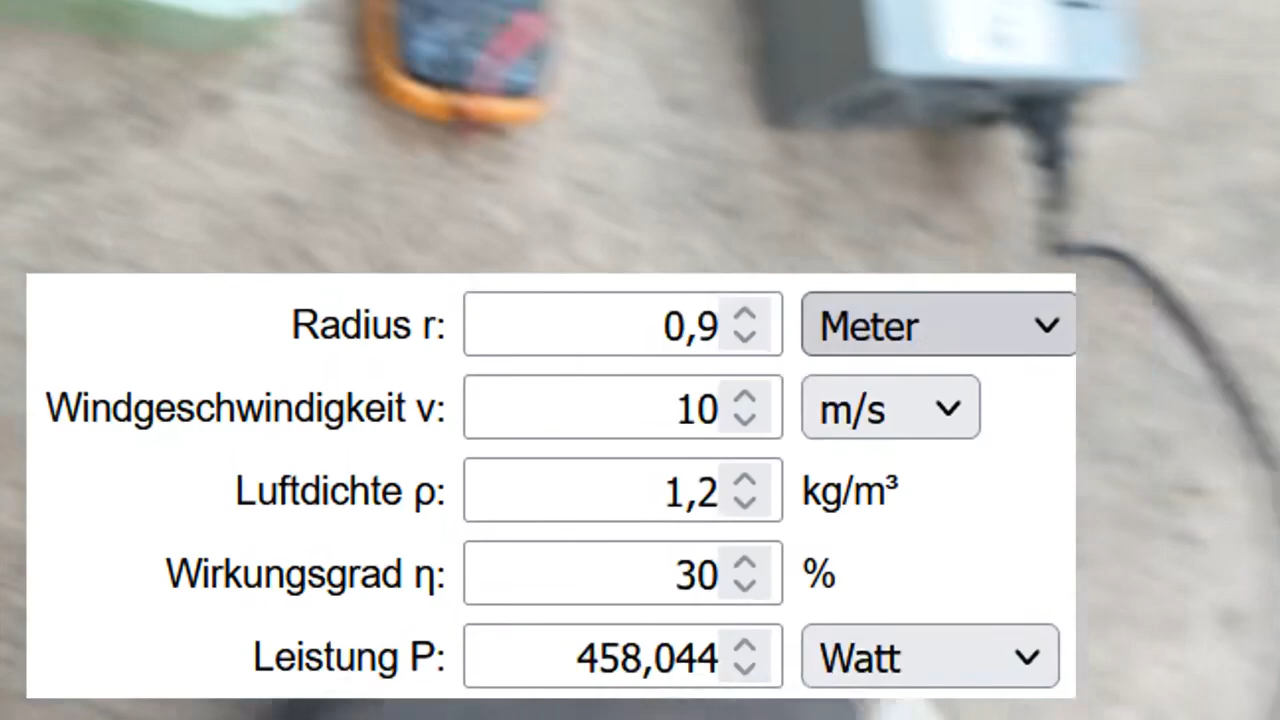 Radius r: 0,9 Meter
Windgeschwindigkeit v: 10 m/s
Luftdichte ρ: 1,2 kg/m³
Wirkungsgrad η: 30 %
Leistung P: 458,044 Watt